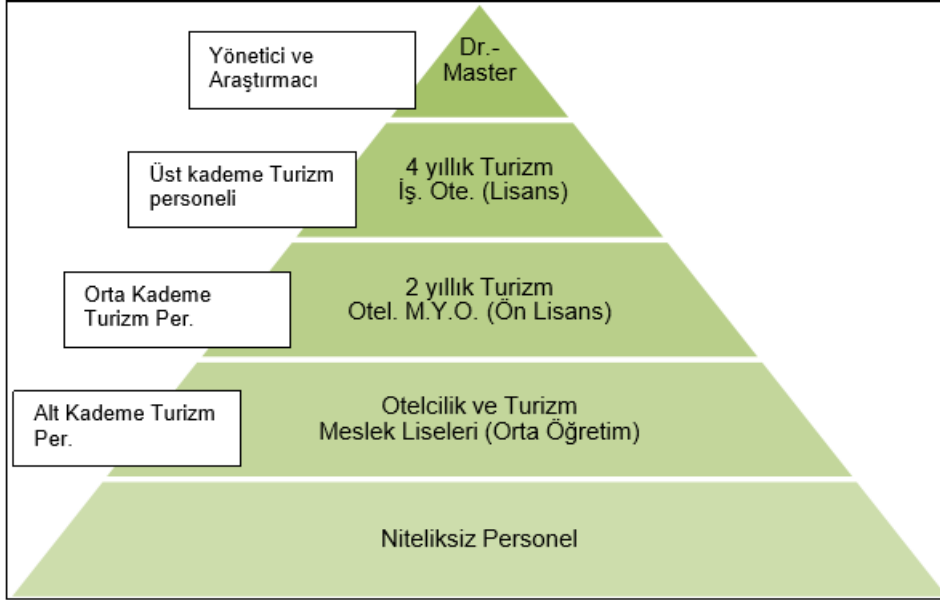 Yönetici ve
Araştırmacı
Dr.-
Master
Üst kademe Turizm
personeli
4 yıllık Turizm
İş. Ote. (Lisans)
Orta Kademe
Turizm Per.
2 yıllık Turizm
Otel. M.Y.O. (Ön Lisans)
Alt Kademe Turizm
Per.
Otelcilik ve Turizm
Meslek Liseleri (Orta Öğretim)
Niteliksiz Personel